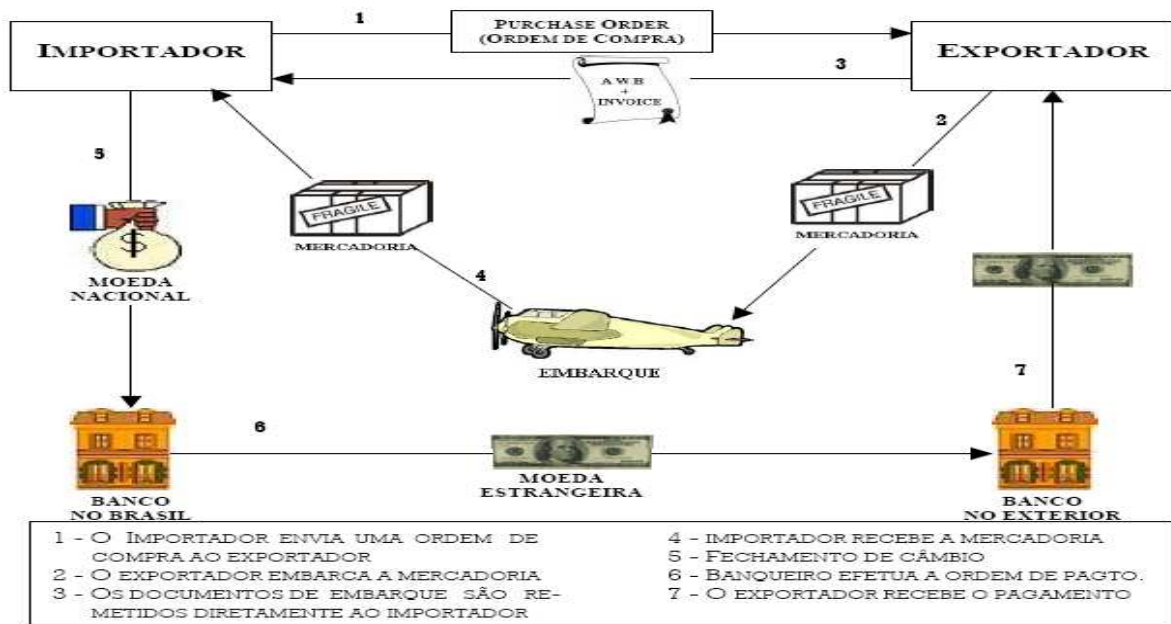 1
PURCHASE ORDER
(ORDEM DE COMPRA)
IMPORTADOR
EXPORTADOR
3
A W B
+
INVOICE
2
5
FRAGILE
MERCADORIA
FRAGILE
MERCADORIA
$
MOEDA
NACIONAL
4
EMBARQUE
7
6
MOEDA
ESTRANGEIRA
BANCO
NO BRASIL
BANCO
NO EXTERIOR
1 - O IMPORTADOR ENVIA UMA ORDEM DE
COMPRA AO EXPORTADOR
2 - O EXPORTADOR EMBARCA A MERCADORIA
3 - OS DOCUMENTOS DE EMBARQUE SÃO RE-
METIDOS DIRETAMENTE AO IMPORTADOR
4 - IMPORTADOR RECEBE A MERCADORIA
5 - FECHAMENTO DE CÂMBIO
6 - BANQUEIRO EFETUA A ORDEM DE PAGTO.
7 - O EXPORTADOR RECEBE O PAGAMENTO